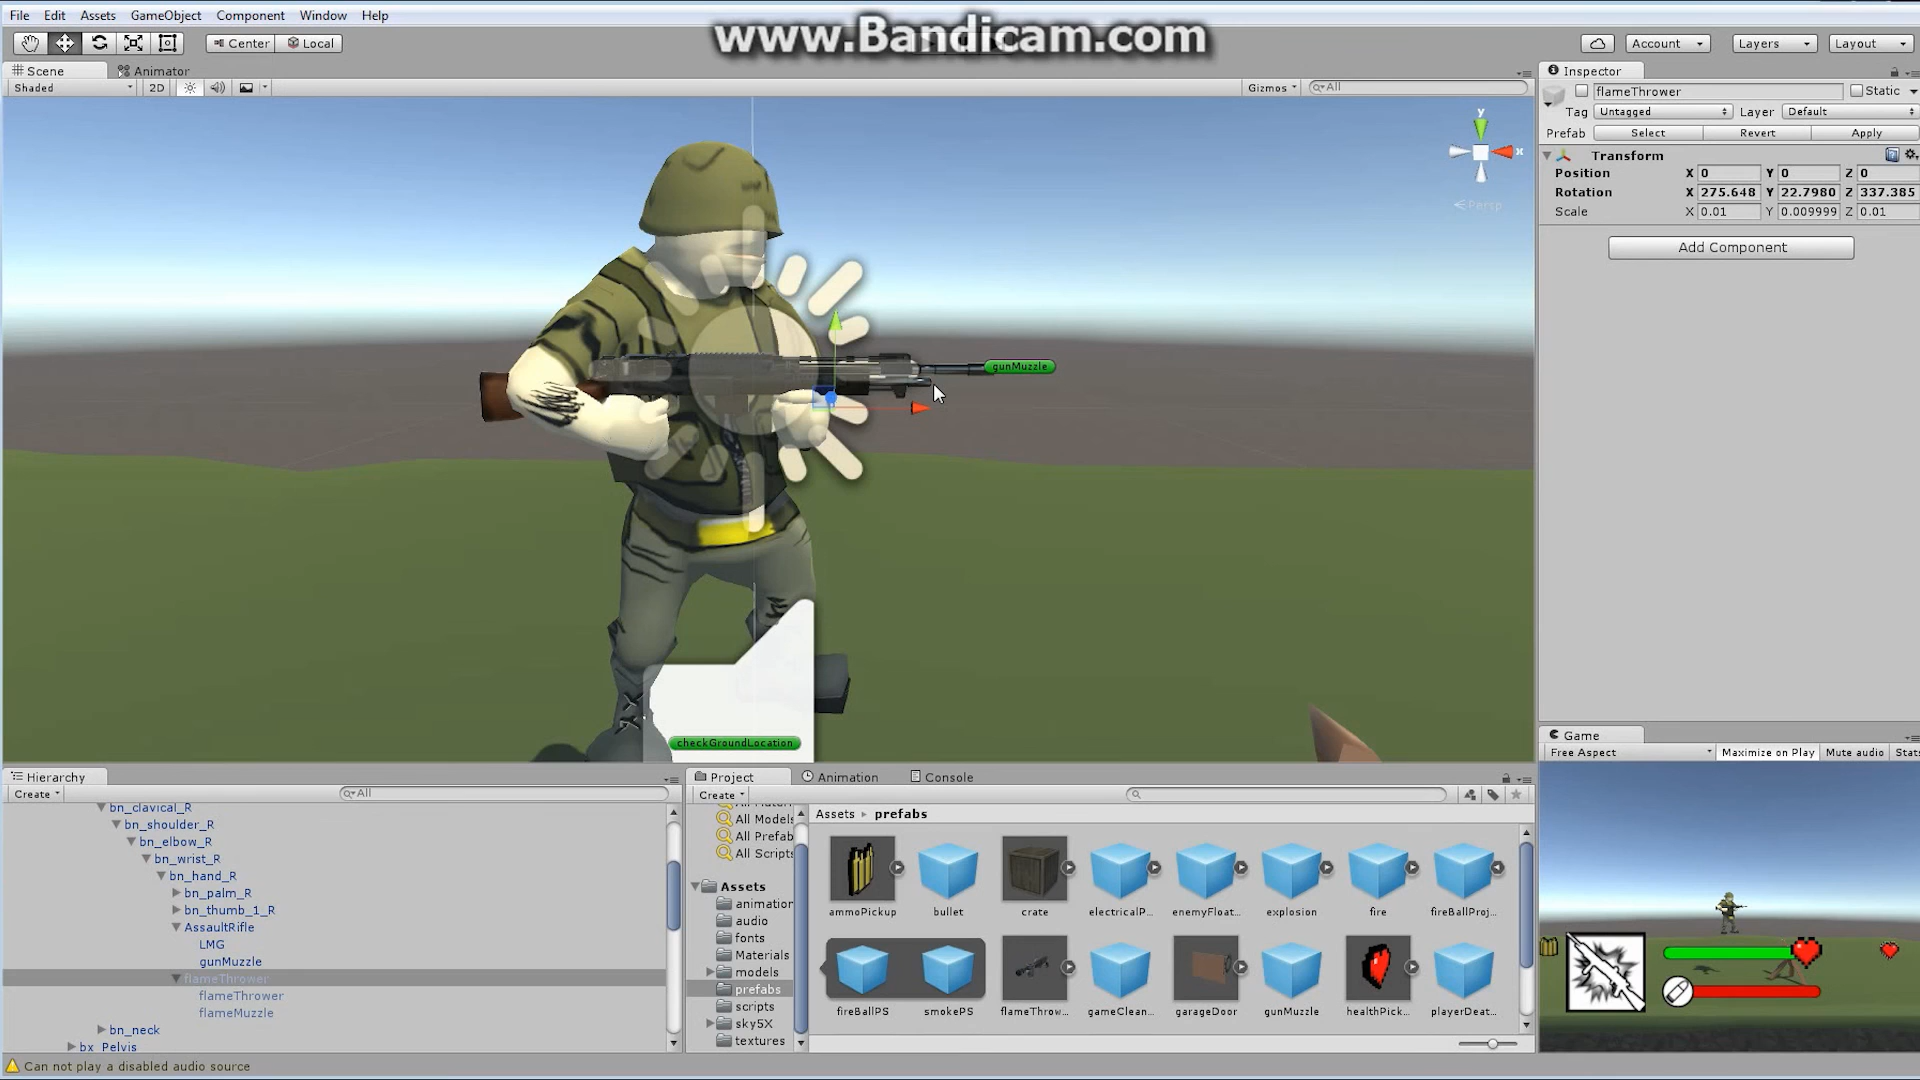 File Edit Assets GameObject Component Window Help
www.Bandicam.com
Center Local
Account Layers Layout
Scene Animator
Shaded 2D Gizmos All
Inspector
flameThrower Static
Tag Untagged Layer Default
Prefab Select Revert Apply
Transform
Position X 0 Y 0 Z 0
Rotation X 275.648 Y 22.7980 Z 337.385
Scale X 0.01 Y 0.009999 Z 0.01
Add Component
y
x
Persp
gunMuzzle
checkGroundLocation
Game
Free Aspect Maximize on Play Mute audio Stats
Hierarchy
Create All
bn_clavical_R
bn_shoulder_R
bn_elbow_R
bn_wrist_R
bn_hand_R
bn_palm_R
bn_thumb_1_R
AssaultRifle
LMG
gunMuzzle
flameThrower
flameThrower
flameMuzzle
bn_neck
bx_Pelvis
Project Animation Console
Create
All Models
All Prefab
All Scripts
Assets
animation
audio
fonts
Materials
models
prefabs
scripts
sky5X
textures
Assets prefabs
ammoPickup bullet crate electricalP... enemyFloat... explosion fire fireBallProj...
fireBallPS smokePS flameThrow... gameClean... garageDoor gunMuzzle healthPick... playerDeat...
Can not play a disabled audio source